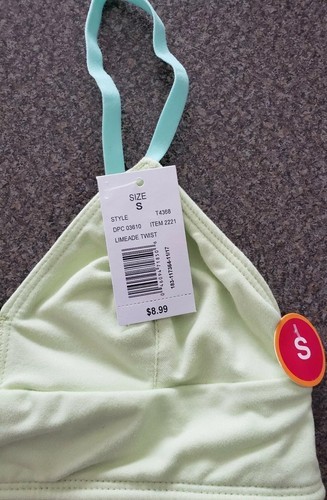 SIZE
S
STYLE T4368
DPC 03610 ITEM 2221
LIMEADE TWIST
$8.99
S